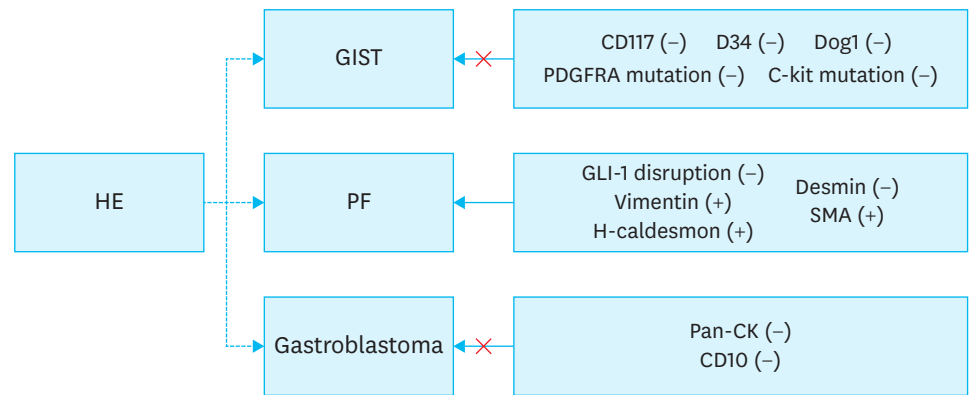 GIST
CD117 (–) D34 (–) Dog1 (–)
PDGFRA mutation (–) C-kit mutation (–)
HE
PF
GLI-1 disruption (–)
Vimentin (+)
H-caldesmon (+)
Desmin (–)
SMA (+)
Gastroblastoma
Pan-CK (–)
CD10 (–)